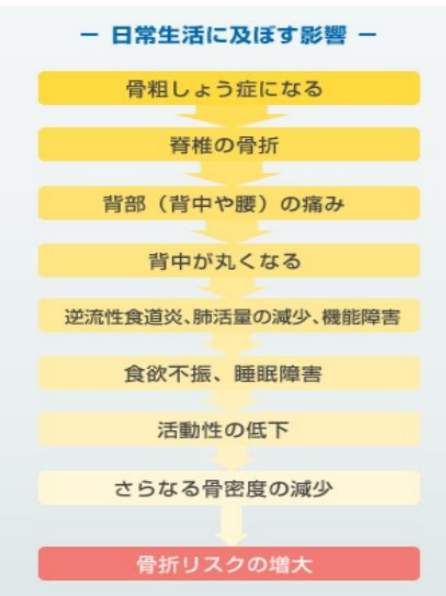 − 日常生活に及ぼす影響 −
骨粗しょう症になる
脊椎の骨折
背部（背中や腰）の痛み
背中が丸くなる
逆流性食道炎、肺活量の減少、機能障害
食欲不振、睡眠障害
活動性の低下
さらなる骨密度の減少
骨折リスクの増大